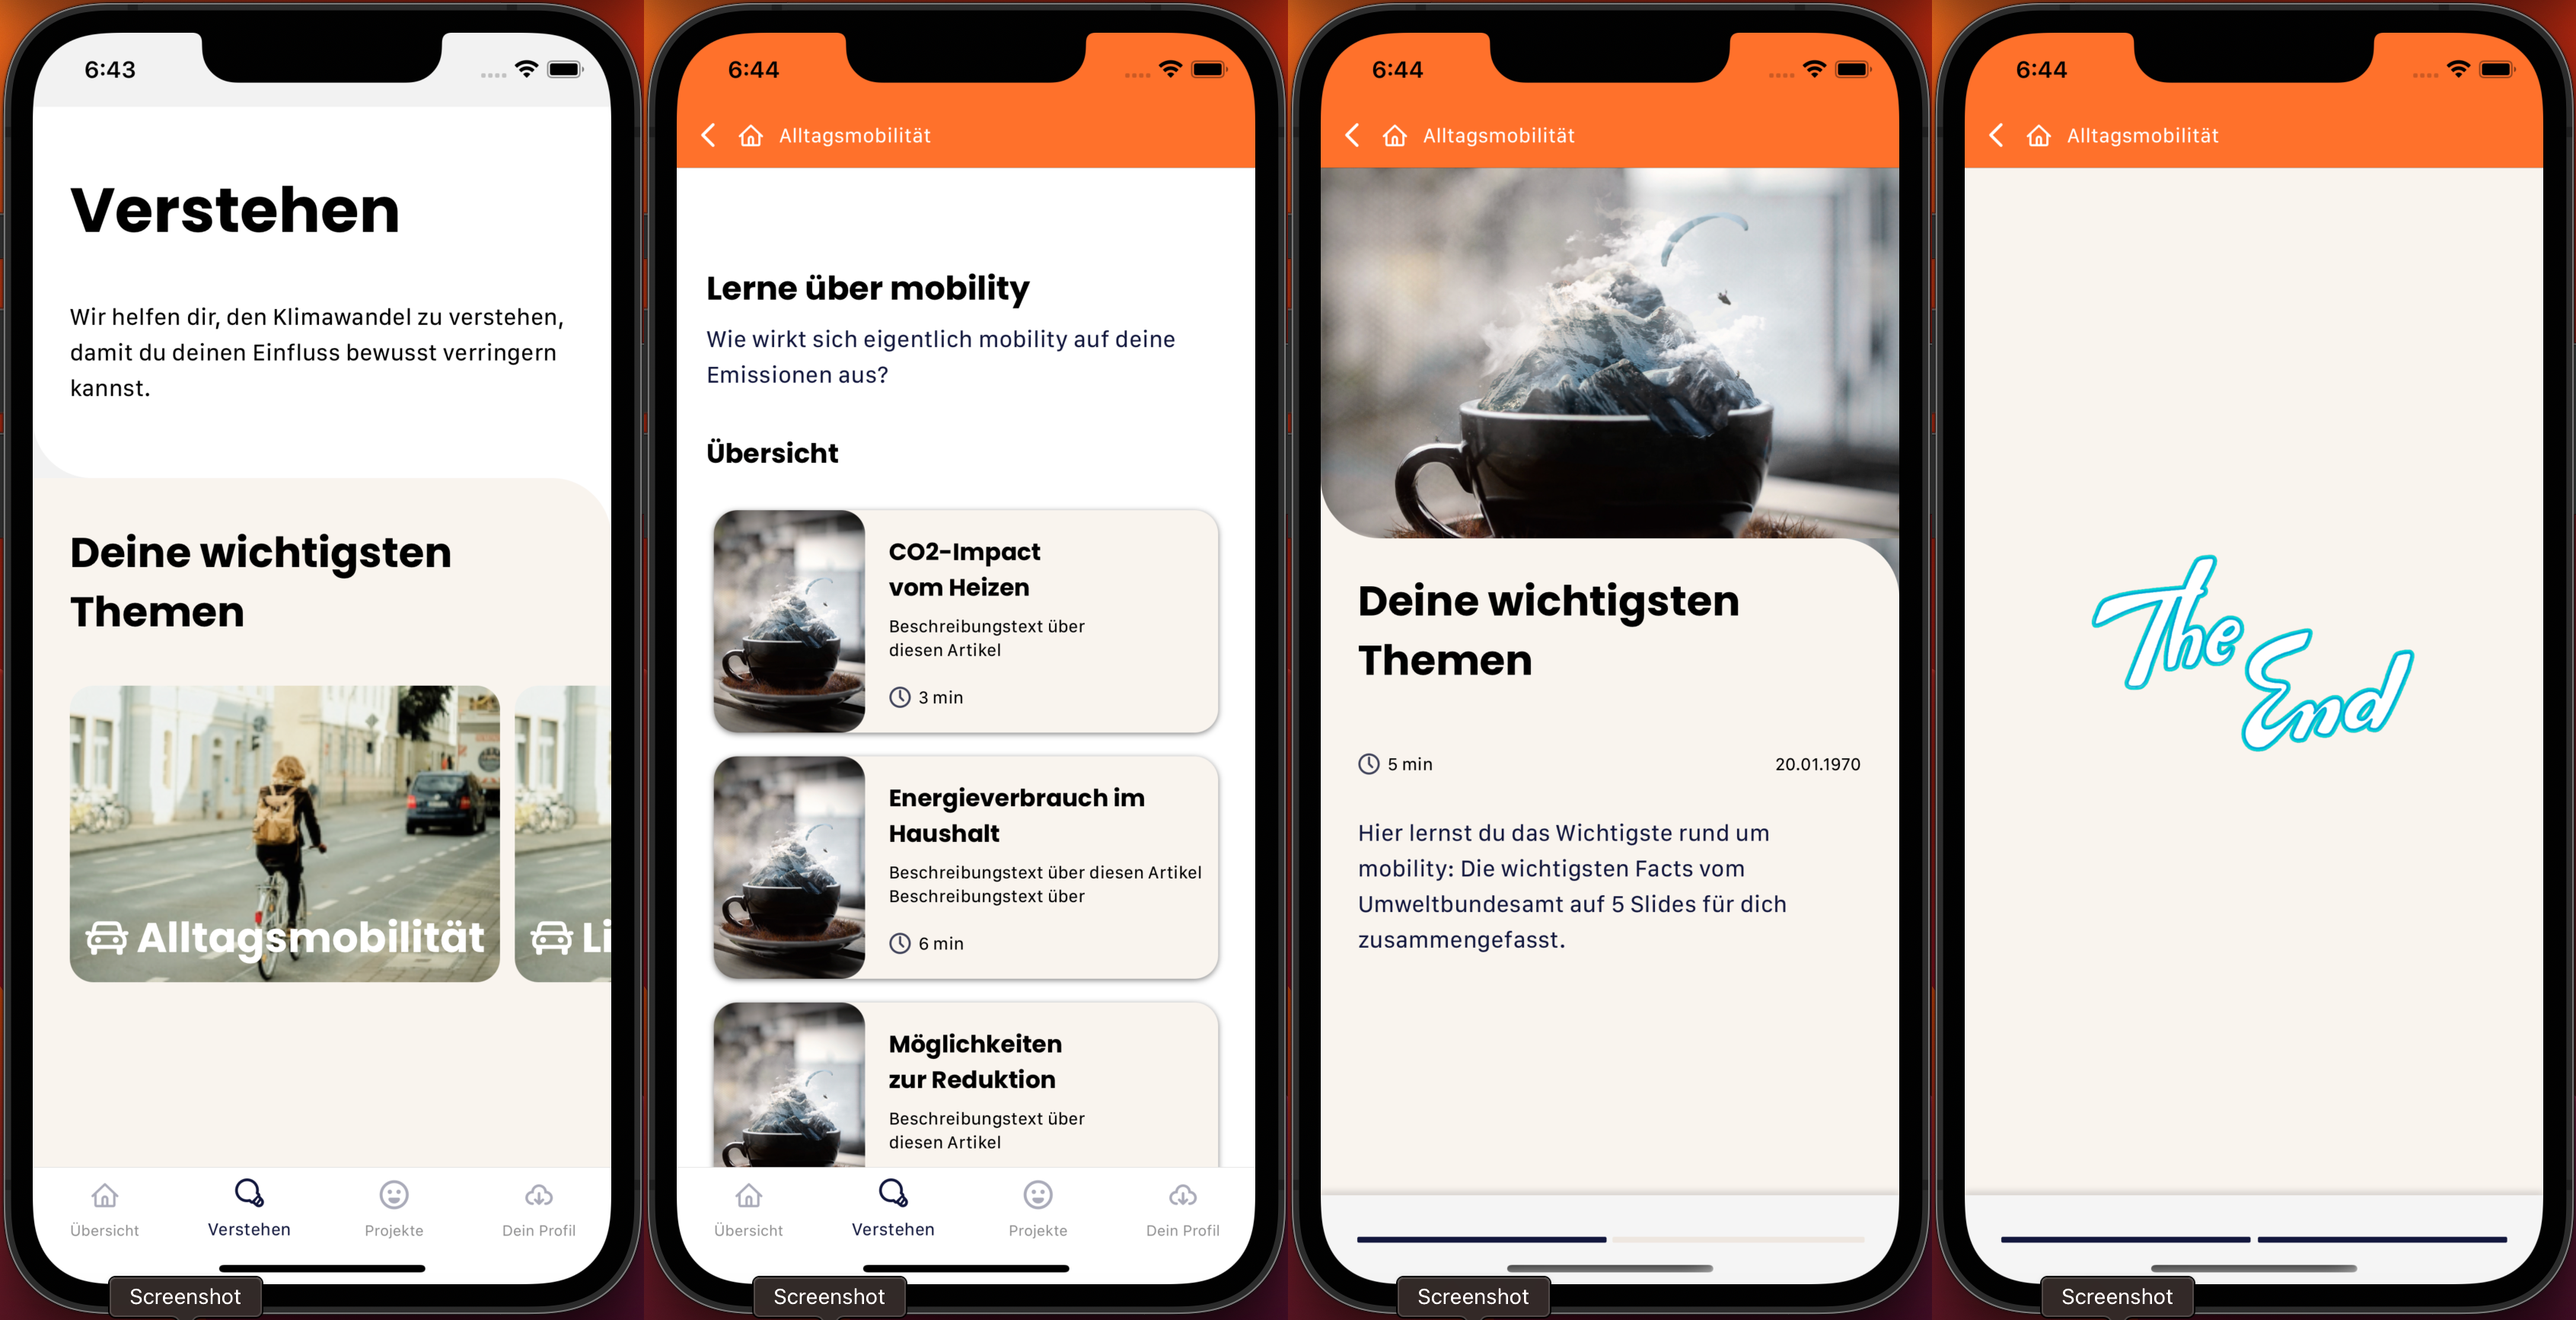 6:43
Verstehen
Wir helfen dir, den Klimawandel zu verstehen,
damit du deinen Einfluss bewusst verringern
kannst.
Deine wichtigsten
Themen
Alltagsmobilität
Li
Übersicht
Verstehen
Projekte
Dein Profil
Screenshot
6:44
Alltagsmobilität
Lerne über mobility
Wie wirkt sich eigentlich mobility auf deine
Emissionen aus?
Übersicht
CO2-Impact
vom Heizen
Beschreibungstext über
diesen Artikel
3 min
Energieverbrauch im
Haushalt
Beschreibungstext über diesen Artikel
Beschreibungstext über
6 min
Möglichkeiten
zur Reduktion
Beschreibungstext über
diesen Artikel
Übersicht
Verstehen
Projekte
Dein Profil
Screenshot
6:44
Alltagsmobilität
Deine wichtigsten
Themen
5 min
20.01.1970
Hier lernst du das Wichtigste rund um
mobility: Die wichtigsten Facts vom
Umweltbundesamt auf 5 Slides für dich
zusammengefasst.
Screenshot
6:44
Alltagsmobilität
The
End
Screenshot